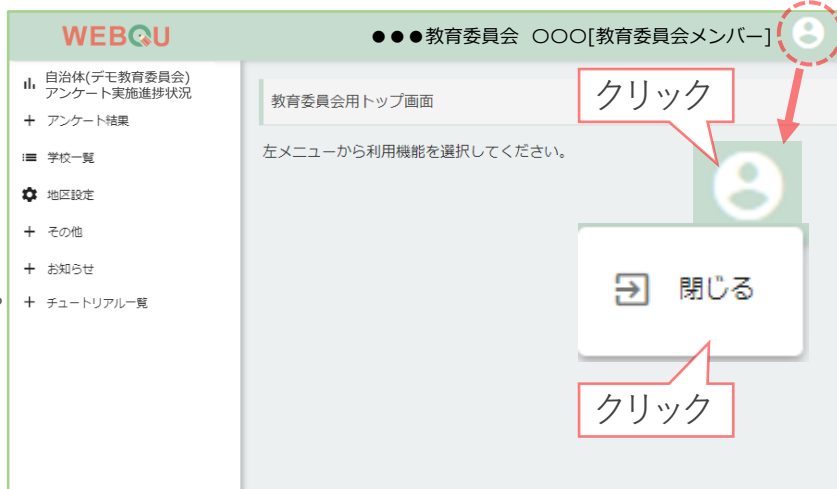 WEBQU
●●●教育委員会 〇〇〇[教育委員会メンバー]
自治体(デモ教育委員会)
アンケート実施進捗状況
+ アンケート結果
学校一覧
地区設定
+ その他
+ お知らせ
+ チュートリアル一覧
教育委員会用トップ画面
左メニューから利用機能を選択してください。
クリック
閉じる
クリック